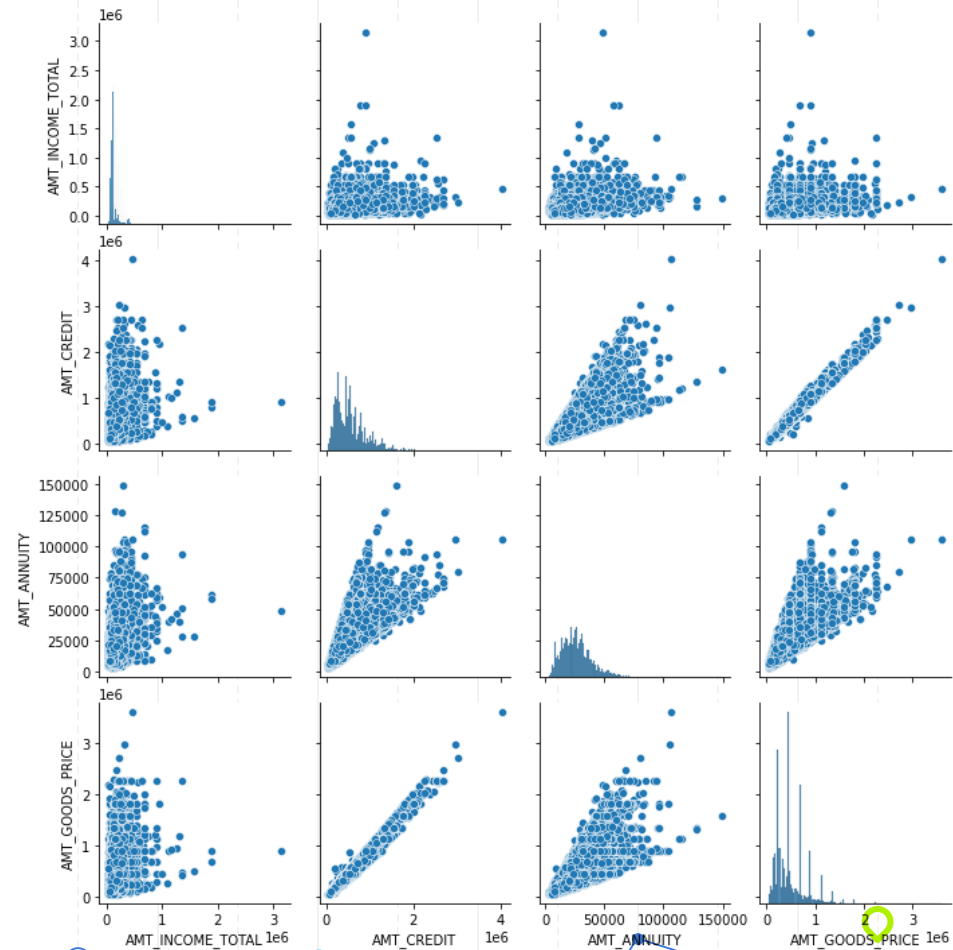 1e6
3.0
2.5
2.0
1.5
1.0
0.5
0.0
AMT_INCOME_TOTAL
1e6
4
3
2
1
0
AMT_CREDIT
150000
125000
100000
75000
50000
25000
0
AMT_ANNUITY
1e6
3
2
1
0
AMT_GOODS_PRICE
0 1 2 3
0 2 4
0 50000 100000 150000
0 1 2 3
AMT_INCOME_TOTAL 1e6
AMT_CREDIT 1e6
AMT_ANNUITY
AMT_GOODS_PRICE 1e6